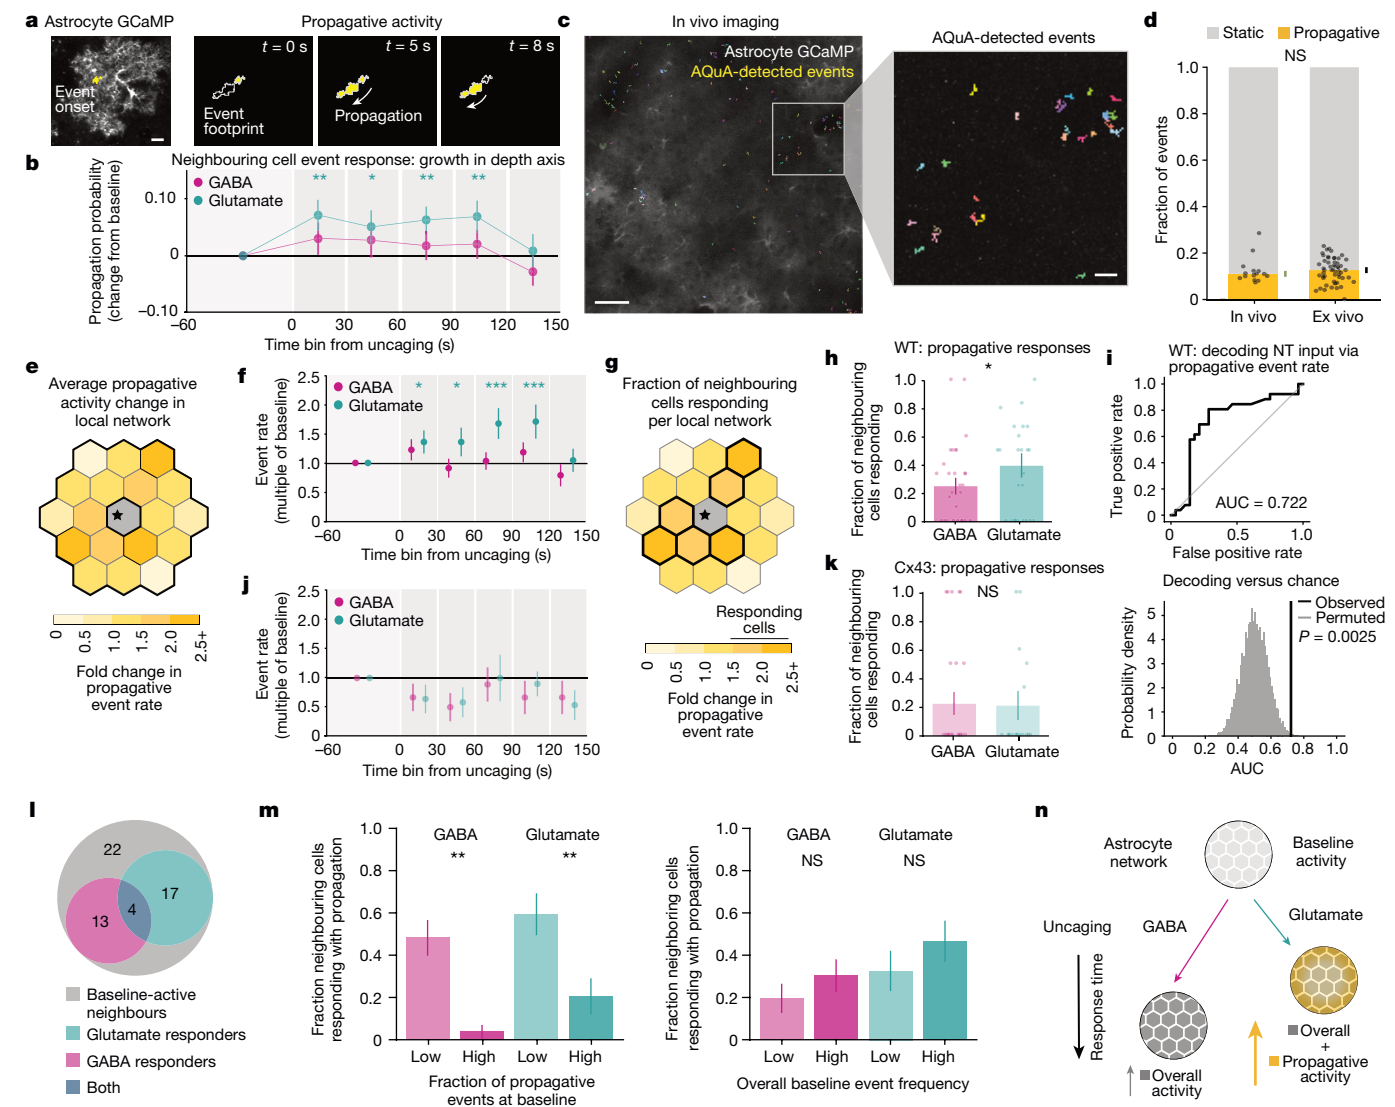 a
Astrocyte GCaMP
Propagative activity
Event
onset
t = 0 s
Event
footprint
t = 5 s
Propagation
t = 8 s
b
Neighbouring cell event response: growth in depth axis
Propagation probability
(change from baseline)
GABA
Glutamate
** * ** **
0.10
0
−0.10
−60 0 30 60 90 120 150
Time bin from uncaging (s)
c
In vivo imaging
Astrocyte GCaMP
AQuA-detected events
AQuA-detected events
d
Static Propagative
NS
Fraction of events
1.0
0.8
0.6
0.4
0.2
0
In vivo Ex vivo
e
Average propagative
activity change in
local network
0 0.5 1.0 1.5 2.0 2.5+
Fold change in
propagative
event rate
f
Event rate
(multiple of baseline)
GABA
Glutamate
* * *** ***
2.5
2.0
1.5
1.0
0.5
0
−60 0 30 60 90 120 150
Time bin from uncaging (s)
g
Fraction of neighbouring
cells responding
per local network
Responding
cells
0 0.5 1.0 1.5 2.0 2.5+
Fold change in
propagative
event rate
h
WT: propagative responses
*
Fraction of neighbouring
cells responding
1.0
0.8
0.6
0.4
0.2
0
GABA Glutamate
i
WT: decoding NT input via
propagative event rate
True positive rate
1.0
0.8
0.6
0.4
0.2
0
AUC = 0.722
0 0.5 1.0
False positive rate
Decoding versus chance
Observed
Permuted
P = 0.0025
Probability density
5
4
3
2
1
0
0 0.2 0.4 0.6 0.8 1.0
AUC
j
Event rate
(multiple of baseline)
GABA
Glutamate
2.5
2.0
1.5
1.0
0.5
0
−60 0 30 60 90 120 150
Time bin from uncaging (s)
k
Cx43: propagative responses
NS
Fraction of neighbouring
cells responding
1.0
0.8
0.6
0.4
0.2
0
GABA Glutamate
l
22
17
4
13
Baseline-active
neighbours
Glutamate responders
GABA responders
Both
m
Fraction neighbouring cells
responding with propagation
1.0
0.8
0.6
0.4
0.2
0
GABA Glutamate
** **
Low High Low High
Fraction of propagative
events at baseline
Fraction neighboring cells
responded with propagation
1.0
0.8
0.6
0.4
0.2
0
GABA Glutamate
NS NS
Low High Low High
Overall baseline event frequency
n
Astrocyte
network
Baseline
activity
Uncaging
GABA
Glutamate
Response time
Overall
activity
Overall
+
Propagative
activity